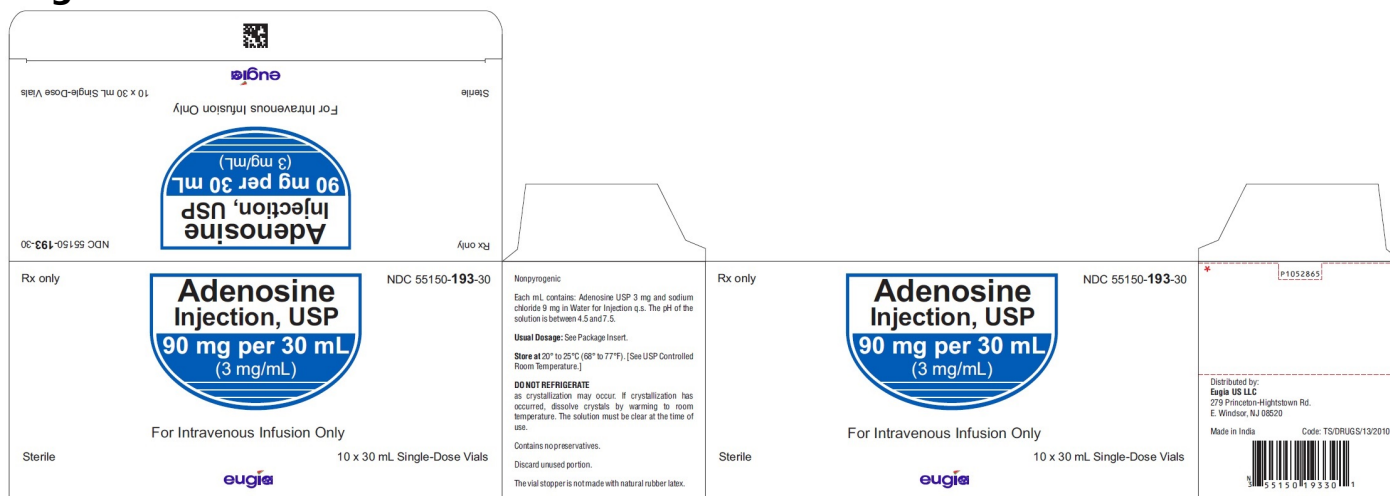 eugia
10 x 30 mL Single-Dose Vials
Sterile
For Intravenous Infusion Only
(3 mg/mL)
90 mg per 30 mL
Injection, USP
Adenosine
NDC 55150-193-30
Rx only
Rx only
NDC 55150-193-30
Adenosine
Injection, USP
90 mg per 30 mL
(3 mg/mL)
For Intravenous Infusion Only
Sterile
10 x 30 mL Single-Dose Vials
eugia
Nonpyrogenic
Each mL contains: Adenosine USP 3 mg and sodium
chloride 9 mg in Water for Injection q.s. The pH of the
solution is between 4.5 and 7.5.
Usual Dosage: See Package Insert.
Store at 20° to 25°C (68° to 77°F). [See USP Controlled
Room Temperature.]
DO NOT REFRIGERATE
as crystallization may occur. If crystallization has
occurred, dissolve crystals by warming to room
temperature. The solution must be clear at the time of
use.
Contains no preservatives.
Discard unused portion.
The vial stopper is not made with natural rubber latex.
Rx only
NDC 55150-193-30
Adenosine
Injection, USP
90 mg per 30 mL
(3 mg/mL)
For Intravenous Infusion Only
Sterile
10 x 30 mL Single-Dose Vials
eugia
*
P1052865
Distributed by:
Eugia US LLC
279 Princeton-Hightstown Rd.
E. Windsor, NJ 08520
Made in India
Code: TS/DRUGS/13/2010
N
3 55150 19330 1